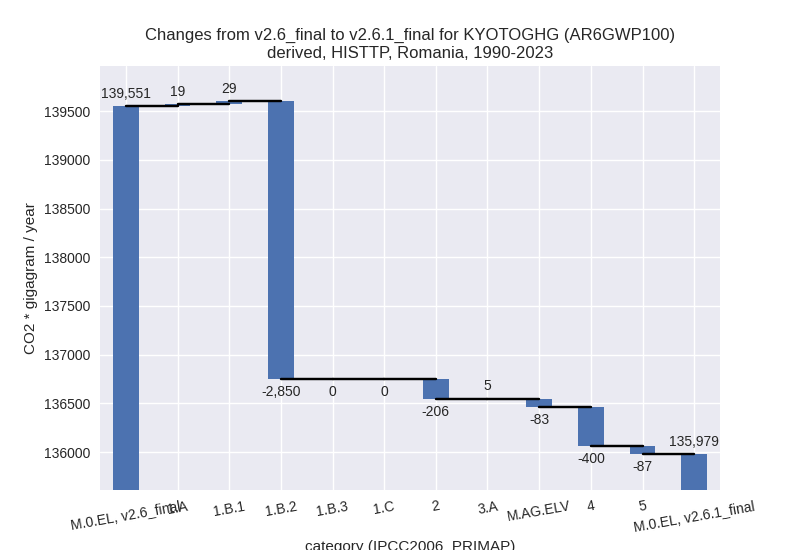 Changes from v2.6_final to v2.6.1_final for KYOTOGHG (AR6GWP100)
derived, HISTTP, Romania, 1990-2023
139,551
19
29
-2,850
0
0
-206
5
-83
-400
-87
135,979
139500
139000
138500
138000
137500
137000
136500
136000
CO2 * gigagram / year
M.0.EL, v2.6_final
1.A
1.B.1
1.B.2
1.B.3
1.C
2
3.A
M.AG.ELV
4
5
M.0.EL, v2.6.1_final
category (IPCC2006_PRIMAP)